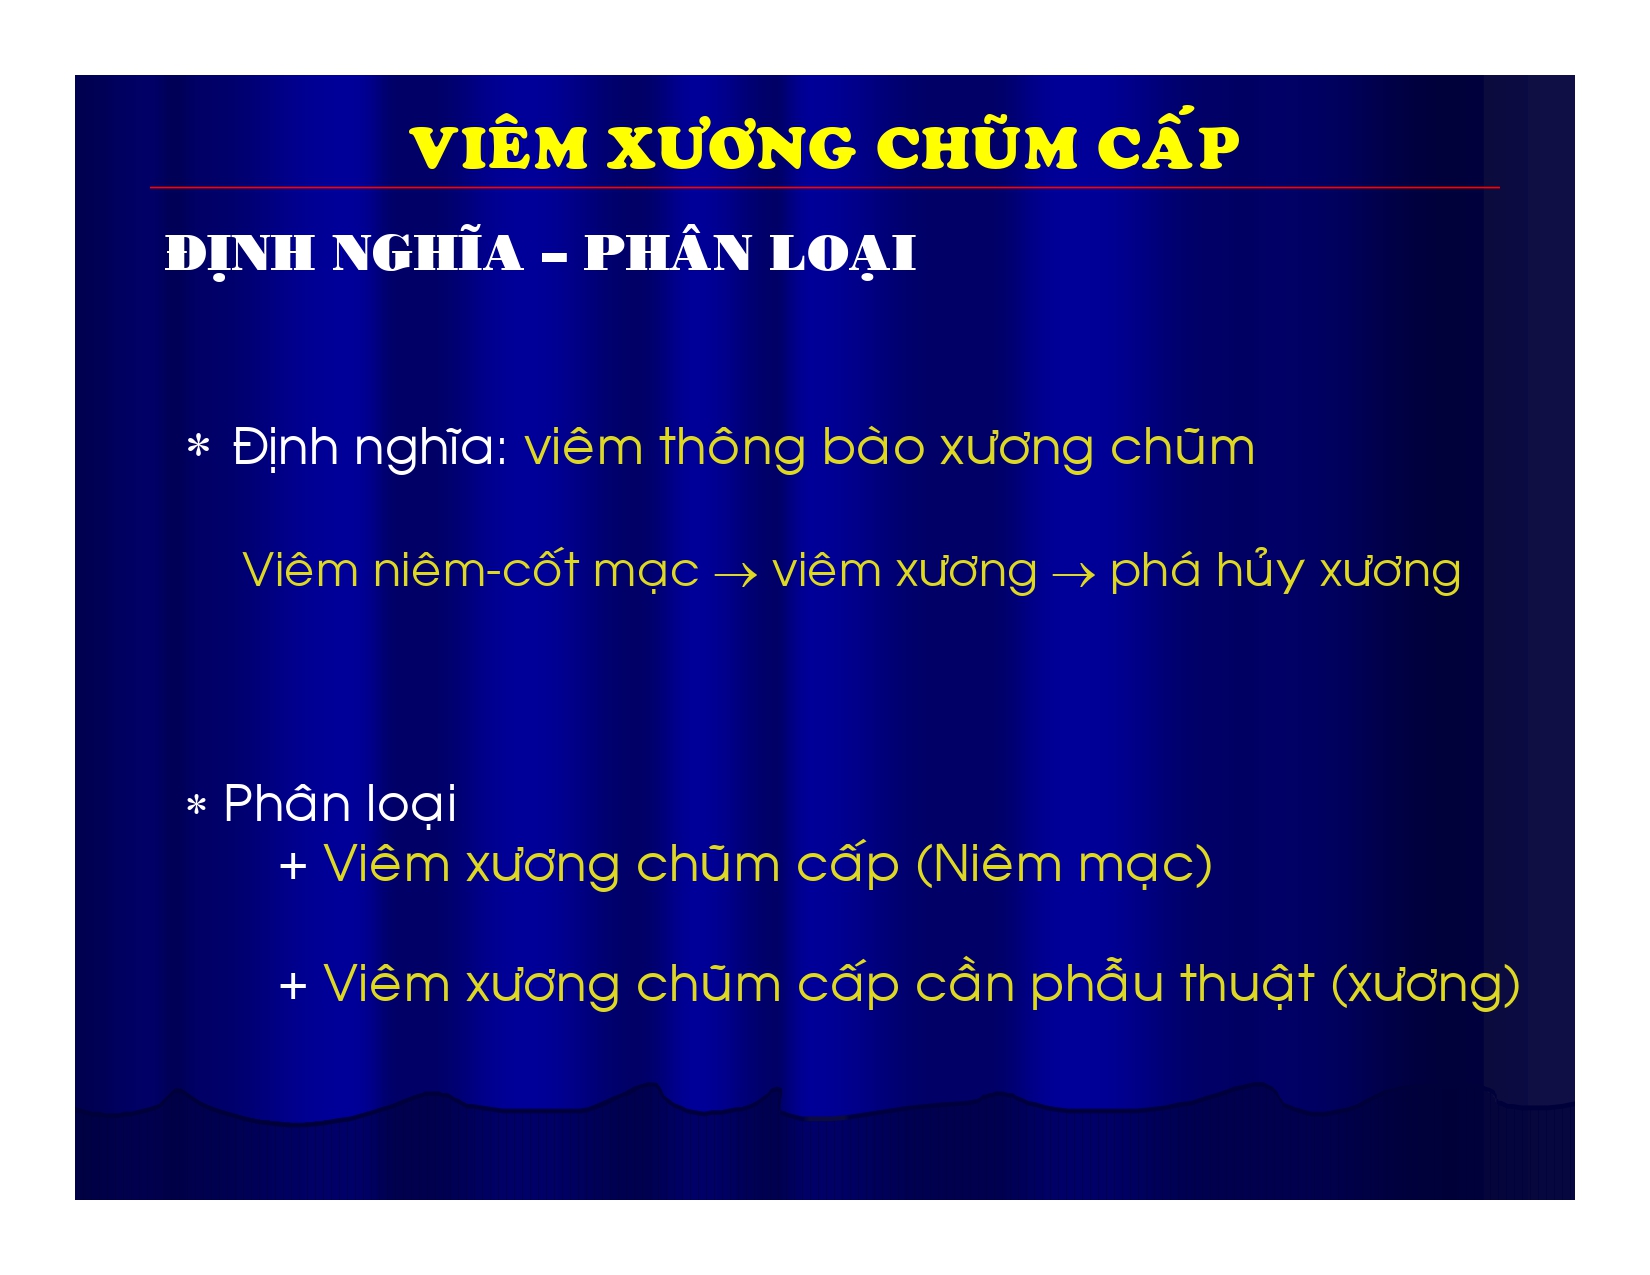 VIÊM XƯƠNG CHŨM CẤP
ĐỊNH NGHĨA – PHÂN LOẠI
* Định nghĩa: viêm thông bào xương chũm
Viêm niêm-cốt mạc → viêm xương → phá hủy xương
* Phân loại
+ Viêm xương chũm cấp (Niêm mạc)
+ Viêm xương chũm cấp cần phẫu thuật (xương)